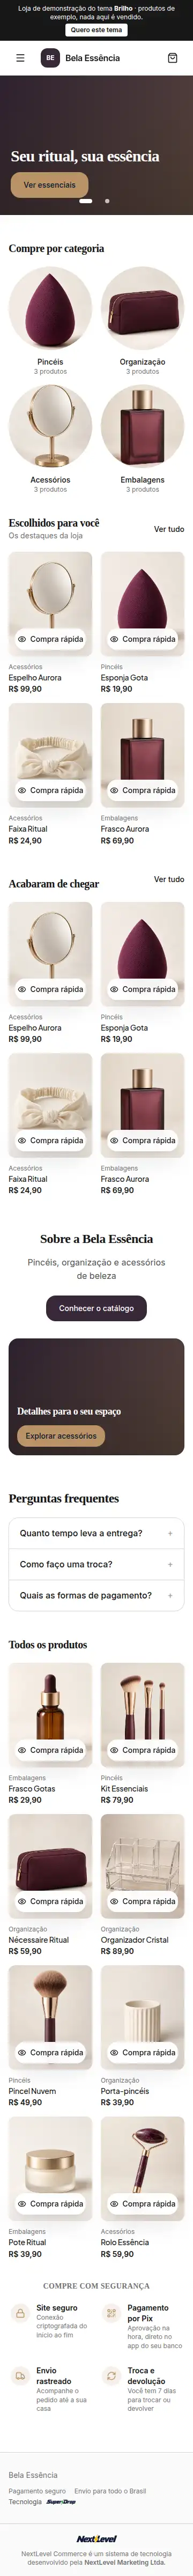 Loja de demonstração do tema Brilho · produtos de
exemplo, nada aqui é vendido.
Quero este tema
BE
Bela Essência
Seu ritual, sua essência
Ver essenciais
Compre por categoria
Pincéis
3 produtos
Organização
3 produtos
Acessórios
3 produtos
Embalagens
3 produtos
Escolhidos para você
Os destaques da loja
Ver tudo
Compra rápida
Compra rápida
Acessórios
Espelho Aurora
R$ 99,90
Pincéis
Esponja Gota
R$ 19,90
Compra rápida
Compra rápida
Acessórios
Faixa Ritual
R$ 24,90
Embalagens
Frasco Aurora
R$ 69,90
Acabaram de chegar
Ver tudo
Compra rápida
Compra rápida
Acessórios
Espelho Aurora
R$ 99,90
Pincéis
Esponja Gota
R$ 19,90
Compra rápida
Compra rápida
Acessórios
Faixa Ritual
R$ 24,90
Embalagens
Frasco Aurora
R$ 69,90
Sobre a Bela Essência
Pincéis, organização e acessórios
de beleza
Conhecer o catálogo
Detalhes para o seu espaço
Explorar acessórios
Perguntas frequentes
Quanto tempo leva a entrega? +
Como faço uma troca? +
Quais as formas de pagamento? +
Todos os produtos
Compra rápida
Compra rápida
Embalagens
Frasco Gotas
R$ 29,90
Pincéis
Kit Essenciais
R$ 79,90
Compra rápida
Compra rápida
Organização
Nécessaire Ritual
R$ 59,90
Organização
Organizador Cristal
R$ 89,90
Compra rápida
Compra rápida
Pincéis
Pincel Nuvem
R$ 49,90
Organização
Porta-pincéis
R$ 39,90
Compra rápida
Compra rápida
Embalagens
Pote Ritual
R$ 39,90
Acessórios
Rolo Essência
R$ 59,90
COMPRE COM SEGURANÇA
Site seguro
Conexão
criptografada do
início ao fim
Pagamento
por Pix
Aprovação na
hora, direto no
app do seu banco
Envio
rastreado
Acompanhe o
pedido até a sua
casa
Troca e
devolução
Você tem 7 dias
para trocar ou
devolver
Bela Essência
Pagamento seguro Envio para todo o Brasil
Tecnologia SuperDrop
NextLevel
NextLevel Commerce é um sistema de tecnologia
desenvolvido pela NextLevel Marketing Ltda.